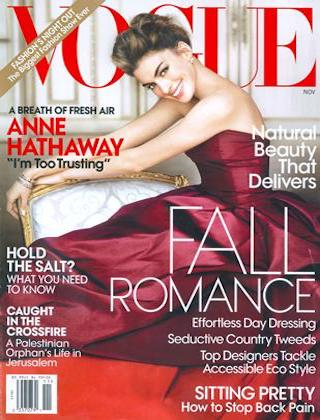 FASHION'S NIGHT OUT
The Biggest Fashion Show Ever
VOGUE
NOV
A BREATH OF FRESH AIR
ANNE
HATHAWAY
"I'm Too Trusting"
Natural
Beauty
That
Delivers
FALL
ROMANCE
Effortless Day Dressing
Seductive Country Tweeds
Top Designers Tackle
Accessible Eco Style
HOLD
THE SALT?
WHAT YOU NEED
TO KNOW
CAUGHT
IN THE
CROSSFIRE
A Palestinian
Orphan's Life in
Jerusalem
SITTING PRETTY
How to Stop Back Pain